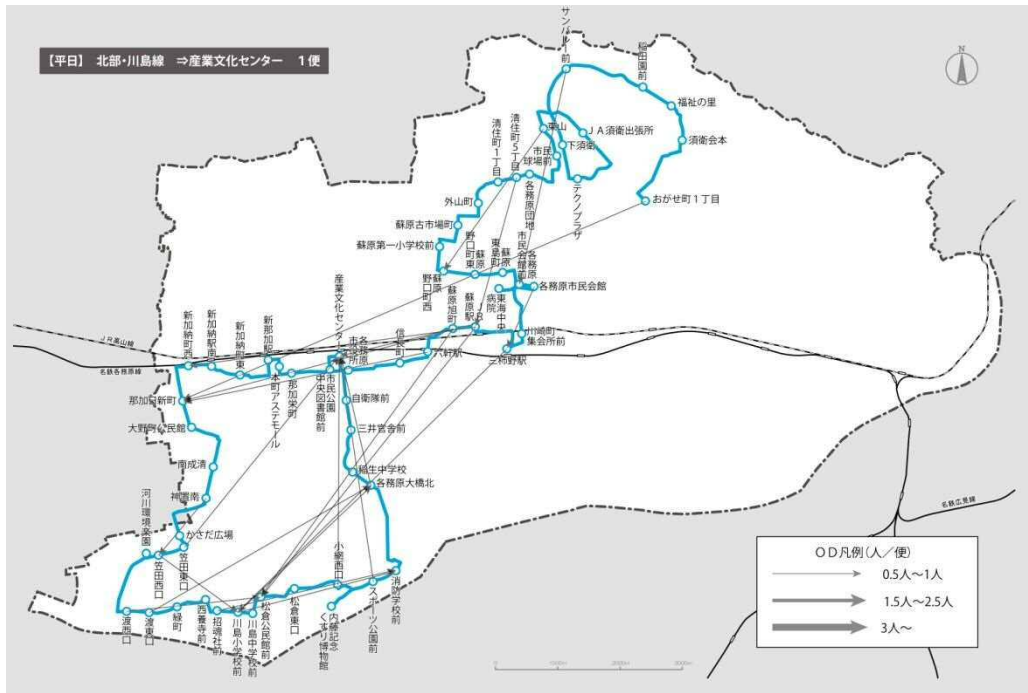 【平日】 北部・川島線 ⇒産業文化センター 1便
N
サンバレー前
稲田園前
福祉の里
須衛会本
おがせ町1丁目
東山
JA須衛出張所
下須衛
市民球場前
テクノプラザ
各務原団地
清住町5丁目
清住町1丁目
外山町
蘇原古市場町
蘇原第一小学校前
蘇原野口町西
蘇原野口町東
蘇原東島町
各務原市民会館前
各務原市民会館
東海中央病院
川崎町集会所前
三柿野駅
JR蘇原駅
蘇原旭町
六軒駅
信長町
各務原市役所
産業文化センター
市民公園
中央図書館前
那加栄町
本町アステモール
新那加駅
新加納町東
新加納駅南
新加納町西
JR高山線
名鉄各務原線
那加日新町
大野町公民館
南成清
神置南
かさだ広場
笠田東口
笠田西口
河川環境楽園
渡西口
渡東口
緑町
西養寺前
招魂社前
川島小学校前
川島中学校前
松倉公民館前
松倉東口
小網西口
内藤記念くすり博物館
スポーツ公園前
消防学校前
各務原大橋北
稲生中学校
三井官舎前
自衛隊前
名鉄広見線
OD凡例(人/便)
0.5人～1人
1.5人～2.5人
3人～
0
1000m
2000m
3000m